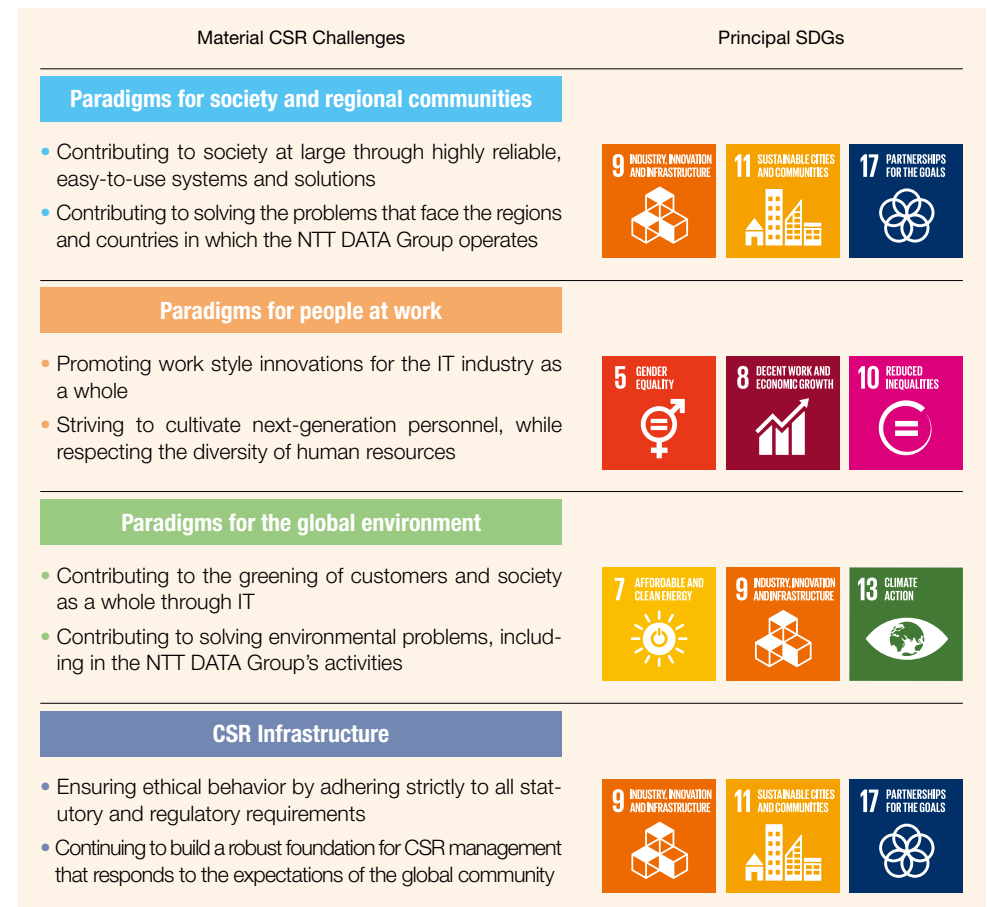 Material CSR Challenges
Principal SDGs
Paradigms for society and regional communities
• Contributing to society at large through highly reliable,
easy-to-use systems and solutions
• Contributing to solving the problems that face the regions
and countries in which the NTT DATA Group operates
9 INDUSTRY, INNOVATION
AND INFRASTRUCTURE
11 SUSTAINABLE CITIES
AND COMMUNITIES
17 PARTNERSHIPS
FOR THE GOALS
Paradigms for people at work
• Promoting work style innovations for the IT industry as
a whole
• Striving to cultivate next-generation personnel, while
respecting the diversity of human resources
5 GENDER
EQUALITY
8 DECENT WORK AND
ECONOMIC GROWTH
10 REDUCED
INEQUALITIES
Paradigms for the global environment
• Contributing to the greening of customers and society
as a whole through IT
• Contributing to solving environmental problems, includ-
ing in the NTT DATA Group's activities
7 AFFORDABLE AND
CLEAN ENERGY
9 INDUSTRY, INNOVATION
AND INFRASTRUCTURE
13 CLIMATE
ACTION
CSR Infrastructure
• Ensuring ethical behavior by adhering strictly to all stat-
utory and regulatory requirements
• Continuing to build a robust foundation for CSR management
that responds to the expectations of the global community
9 INDUSTRY, INNOVATION
AND INFRASTRUCTURE
11 SUSTAINABLE CITIES
AND COMMUNITIES
17 PARTNERSHIPS
FOR THE GOALS